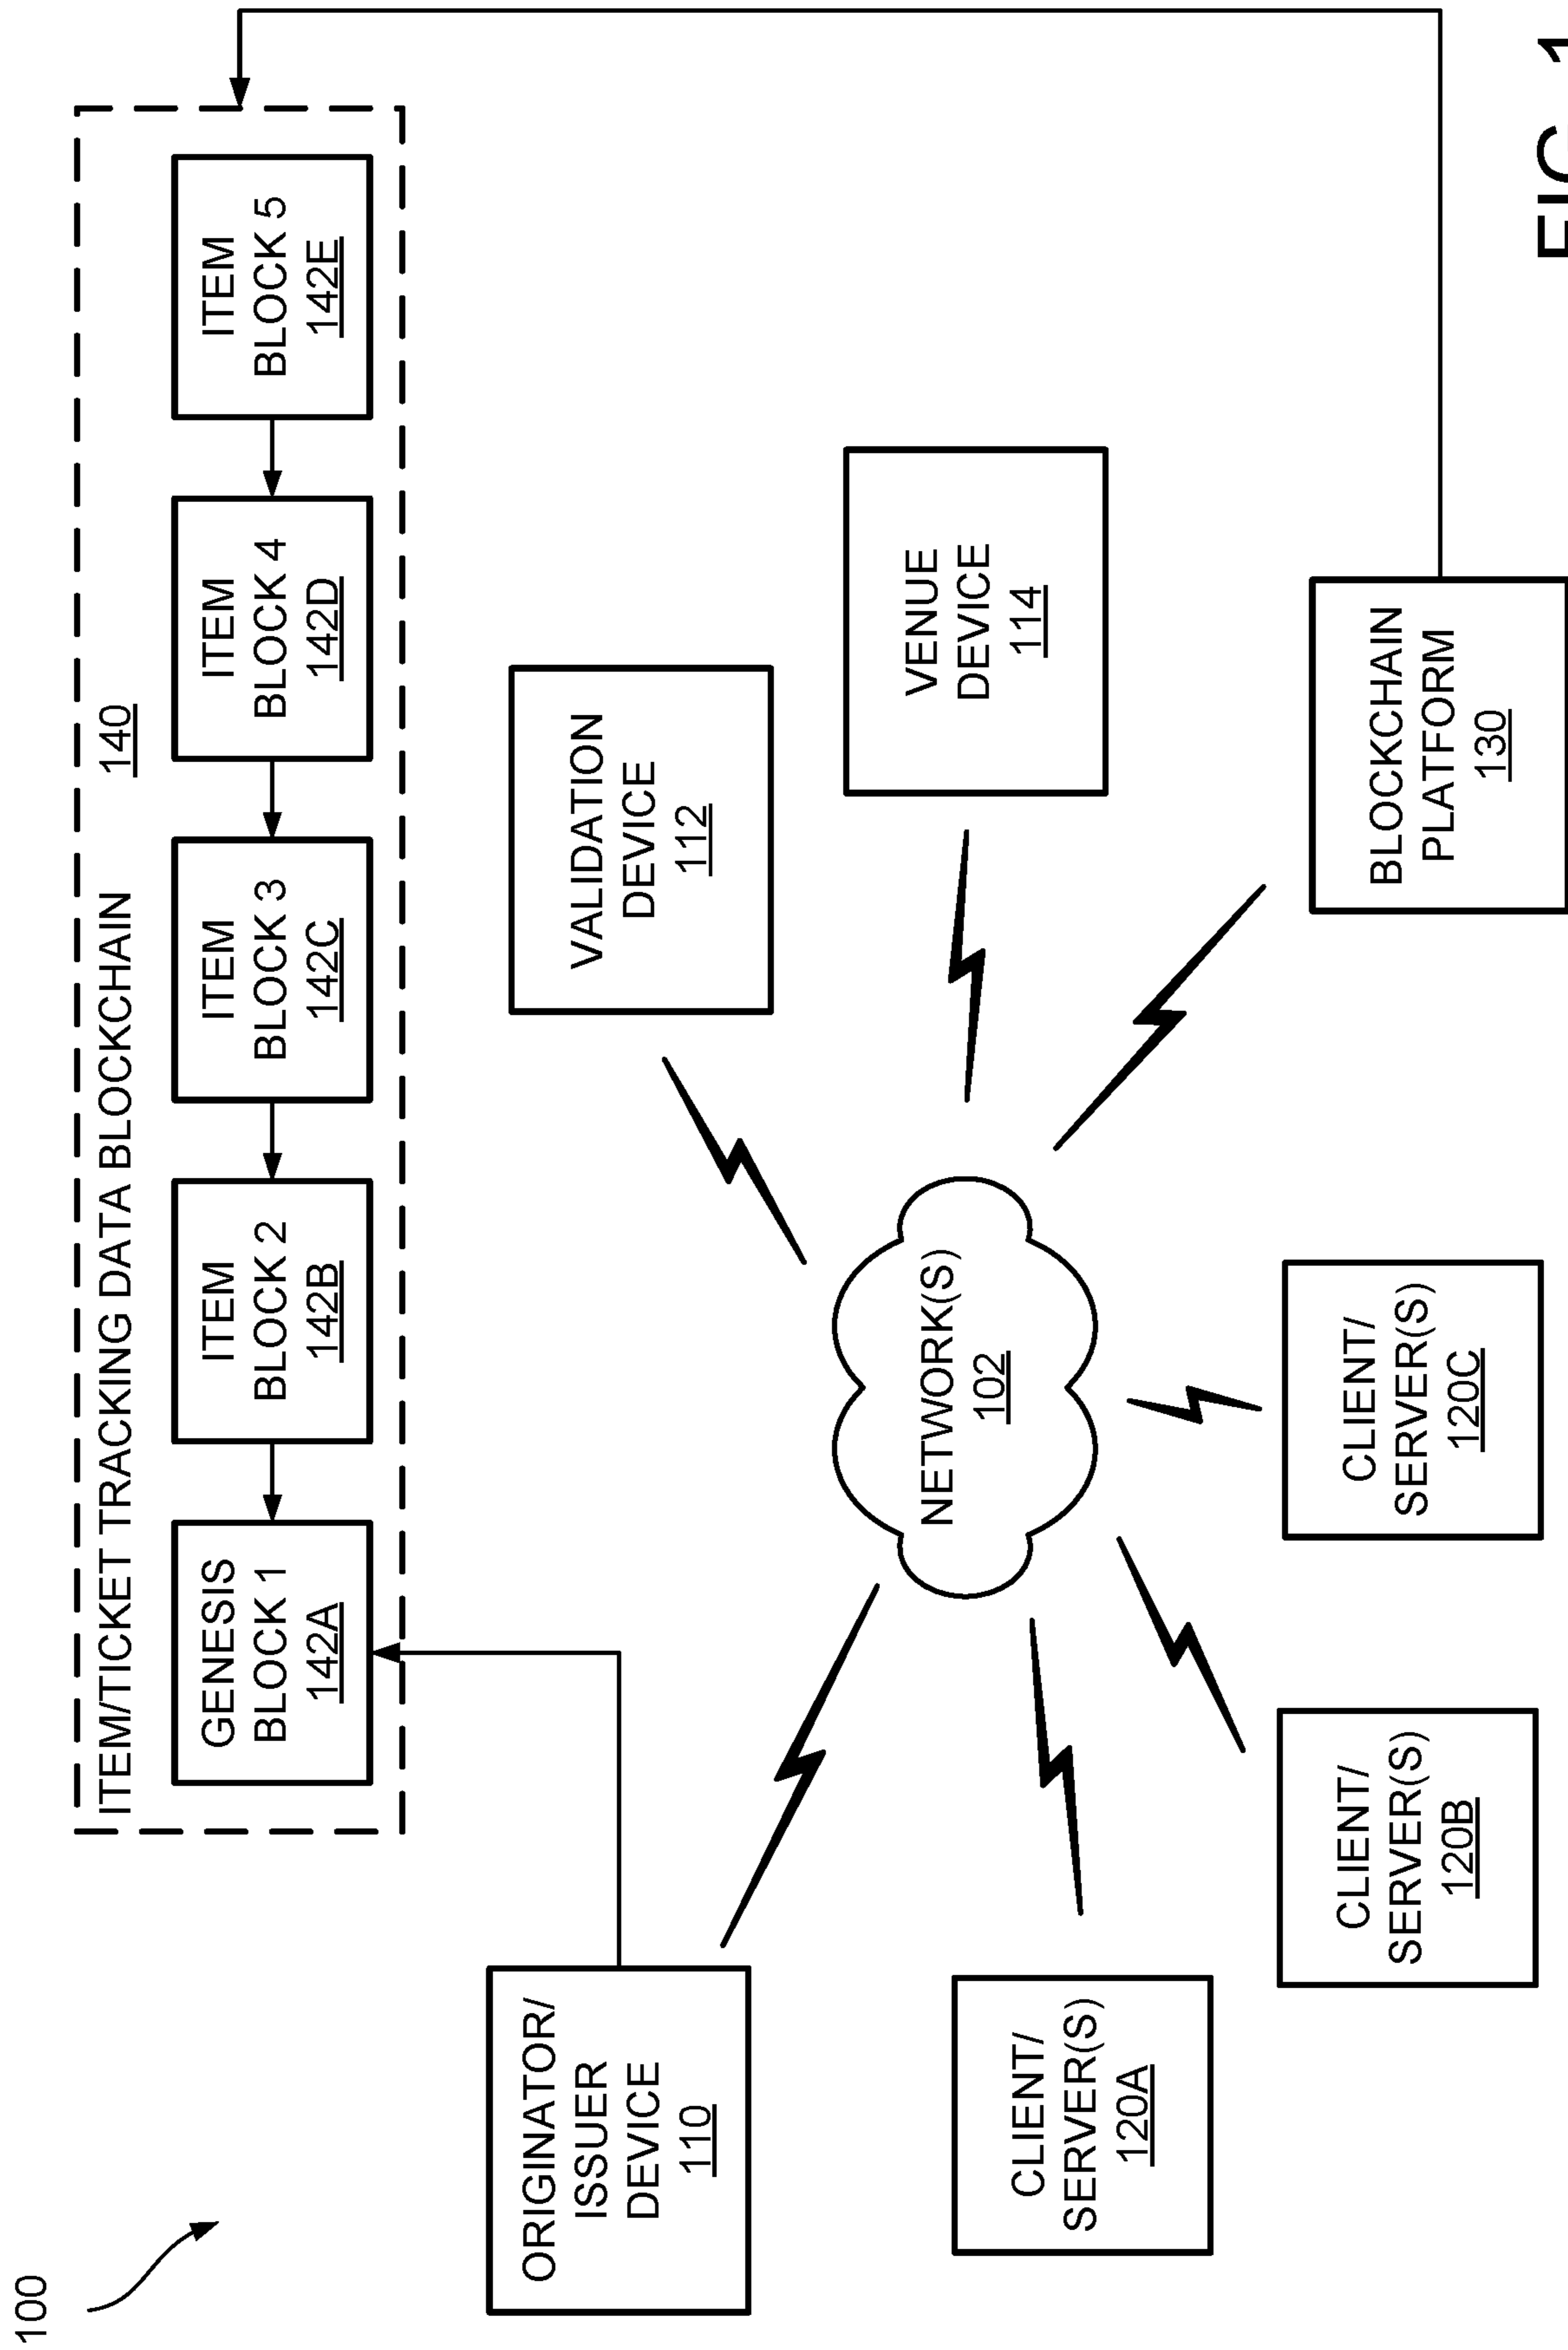 100
ITEM/TICKET TRACKING DATA BLOCKCHAIN 140
GENESIS
BLOCK 1
142A
ITEM
BLOCK 2
142B
ITEM
BLOCK 3
142C
ITEM
BLOCK 4
142D
ITEM
BLOCK 5
142E
ORIGINATOR/
ISSUER
DEVICE
110
VALIDATION
DEVICE
112
VENUE
DEVICE
114
NETWORK(S)
102
CLIENT/
SERVER(S)
120A
CLIENT/
SERVER(S)
120B
CLIENT/
SERVER(S)
120C
BLOCKCHAIN
PLATFORM
130
FIG. 1